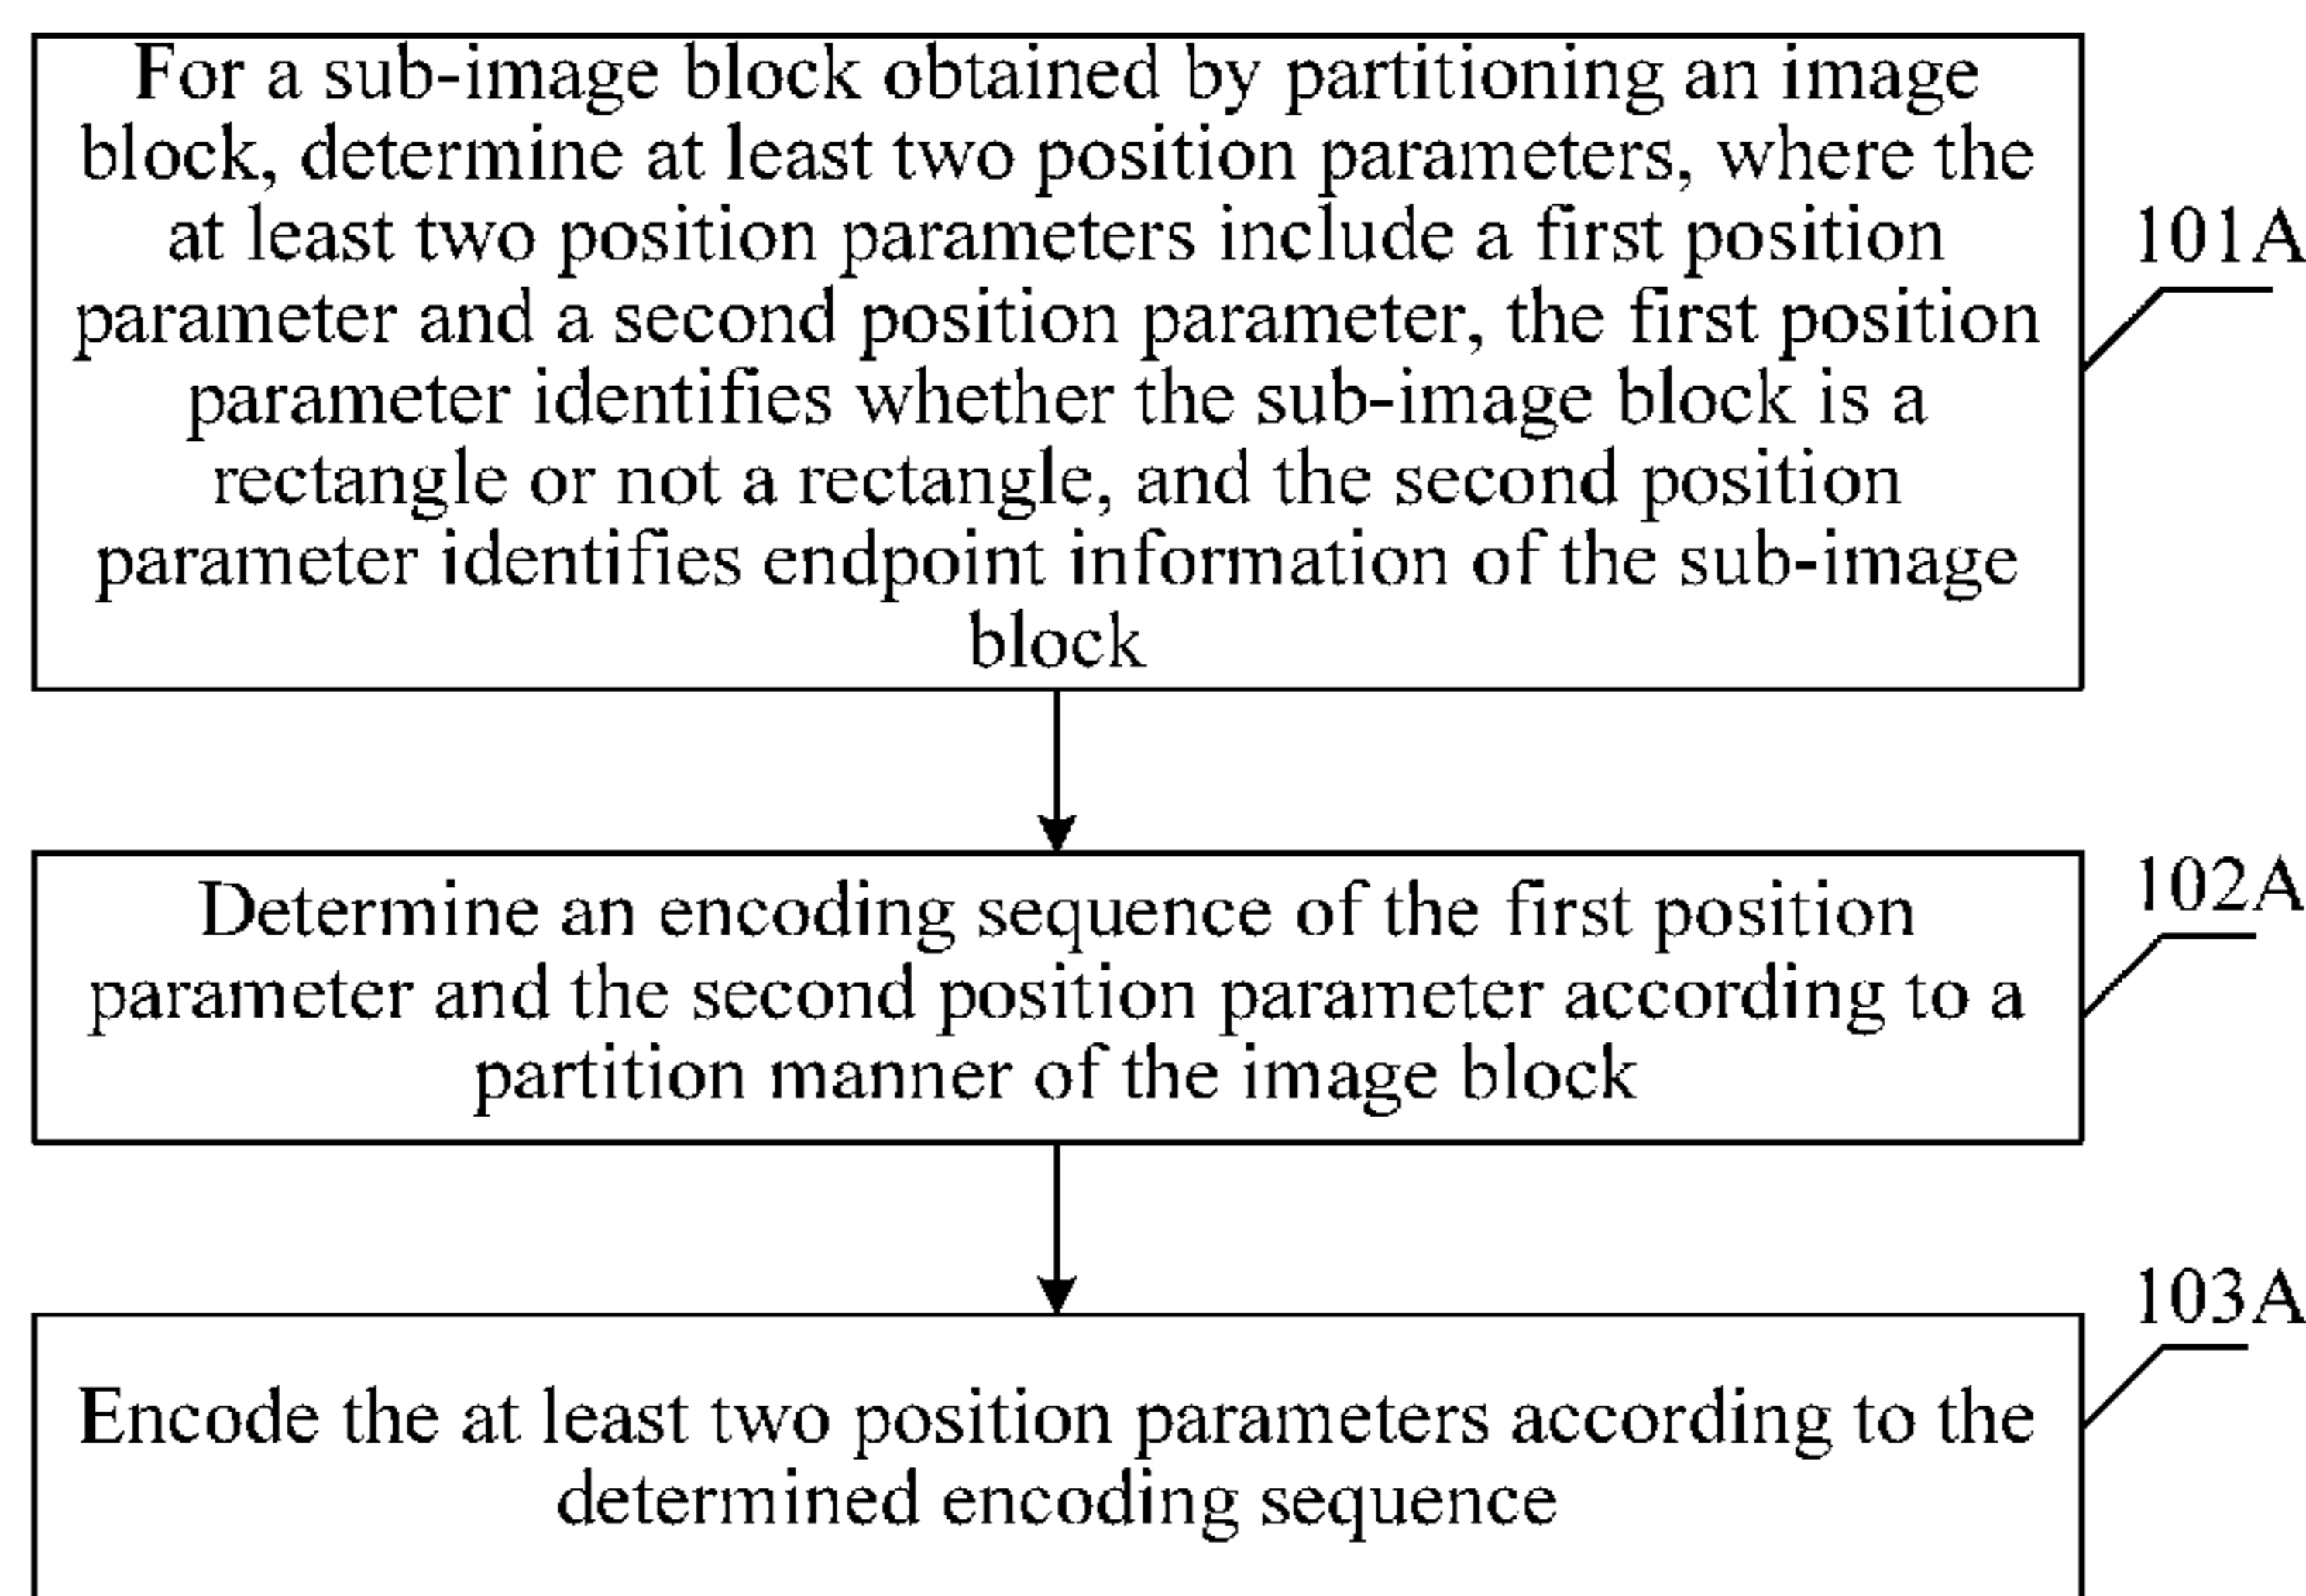 For a sub-image block obtained by partitioning an image
block, determine at least two position parameters, where the
at least two position parameters include a first position
parameter and a second position parameter, the first position
parameter identifies whether the sub-image block is a
rectangle or not a rectangle, and the second position
parameter identifies endpoint information of the sub-image
block
101A
Determine an encoding sequence of the first position
parameter and the second position parameter according to a
partition manner of the image block
102A
Encode the at least two position parameters according to the
determined encoding sequence
103A